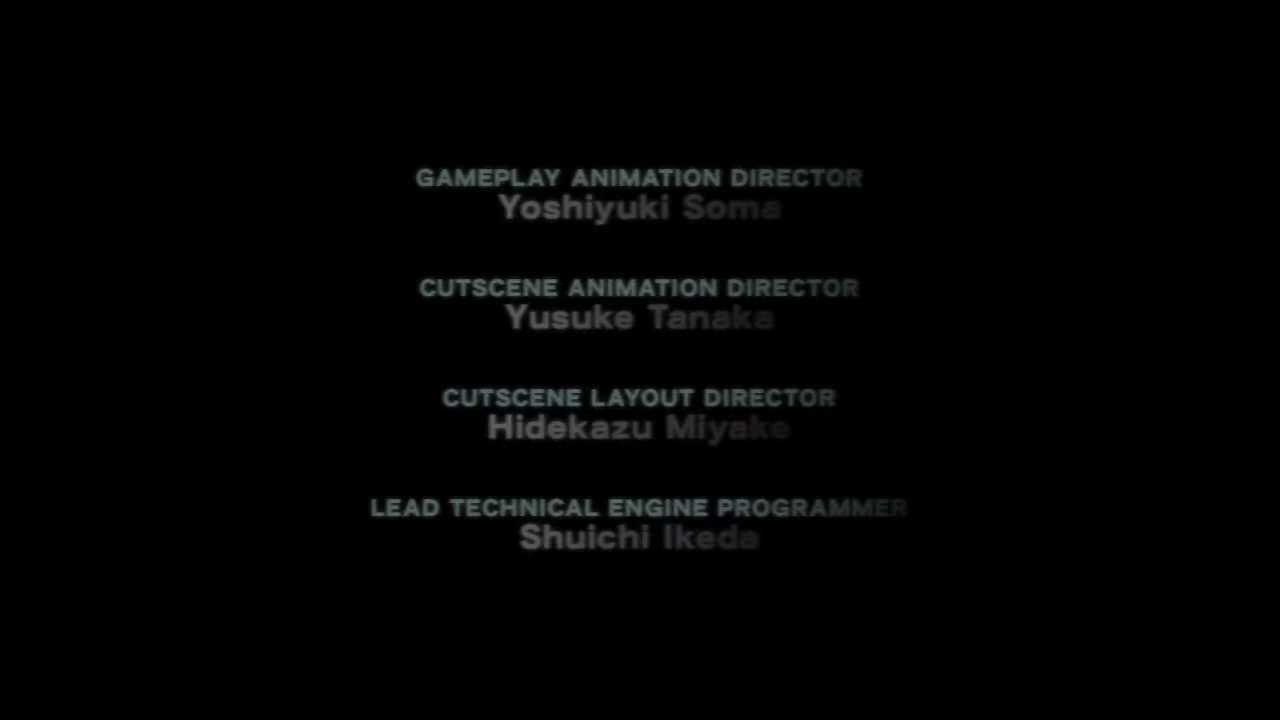 GAMEPLAY ANIMATION DIRECTOR
Yoshiyuki Soma
CUTSCENE ANIMATION DIRECTOR
Yusuke Tanaka
CUTSCENE LAYOUT DIRECTOR
Hidekazu Miyake
LEAD TECHNICAL ENGINE PROGRAMMER
Shuichi Ikeda